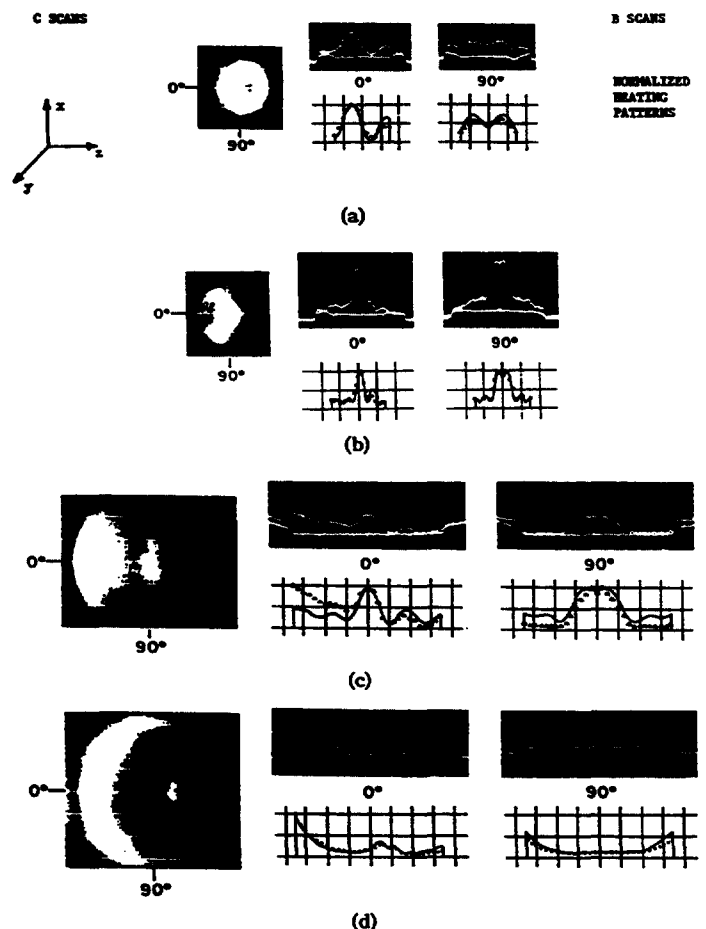 C SCANS
B SCANS
0°
90°
0°
90°
NORMALIZED
HEATING
PATTERNS
x
z
y
(a)
0°
90°
0°
90°
(b)
0°
90°
0°
90°
(c)
0°
90°
0°
90°
(d)